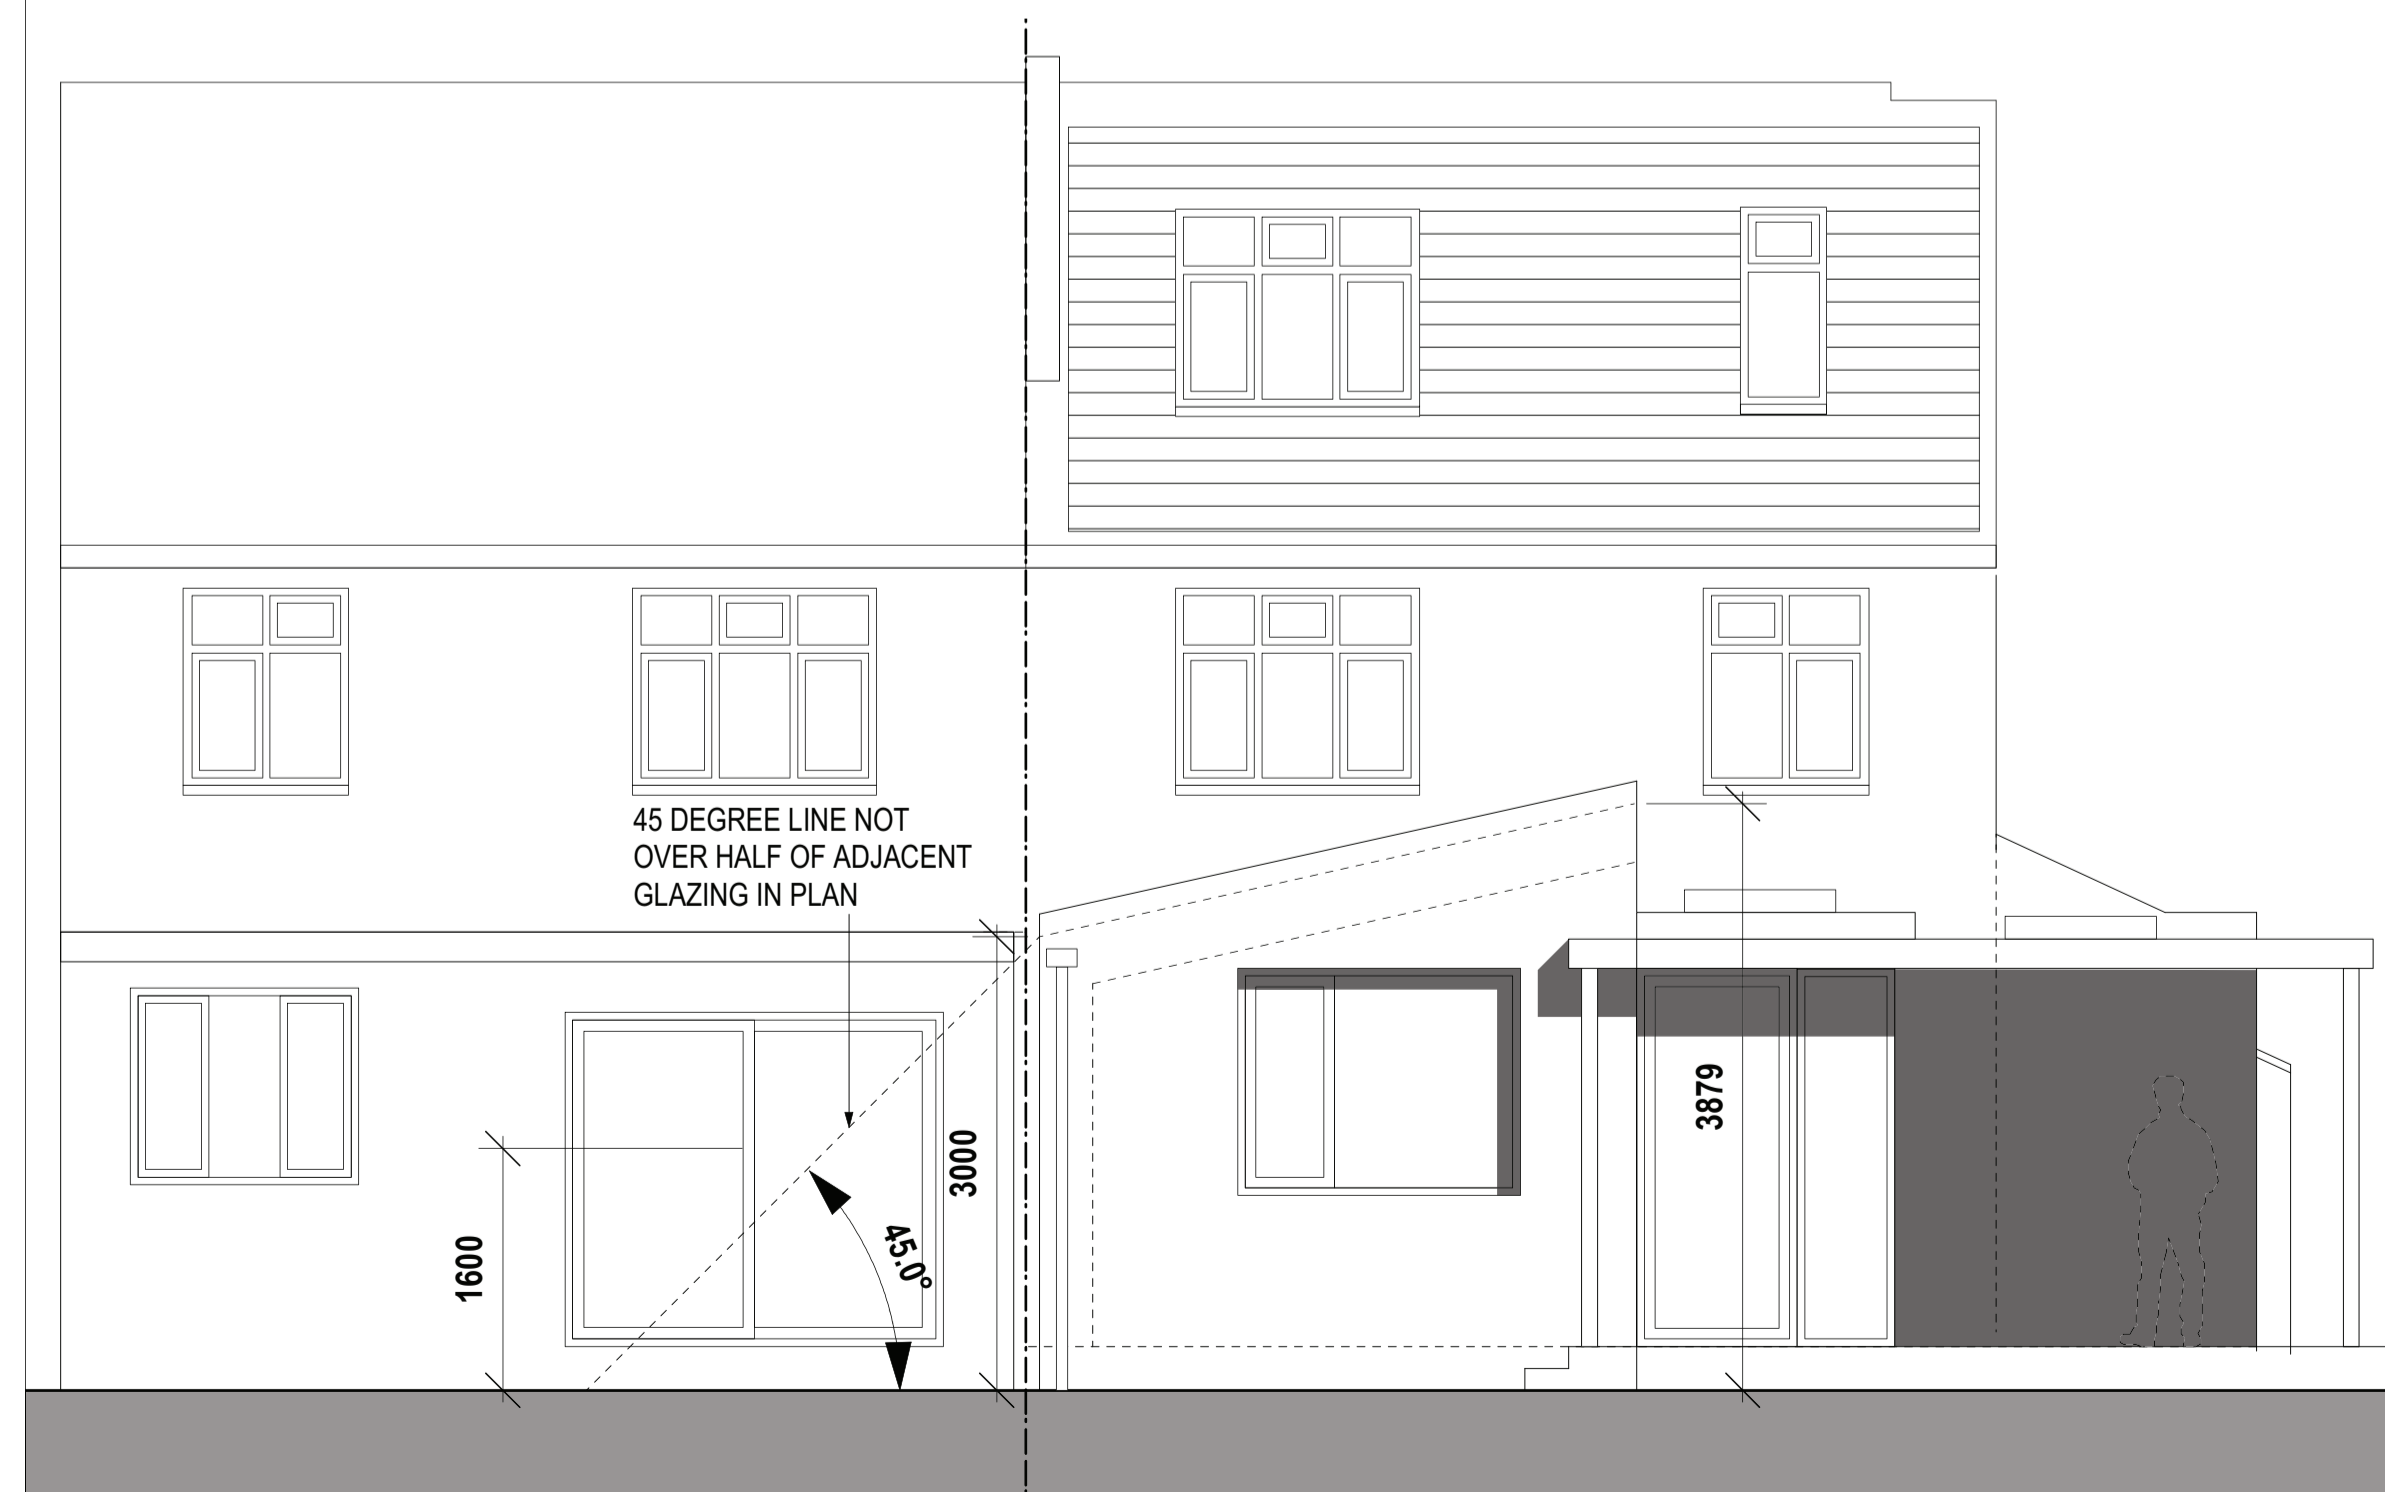 45 DEGREE LINE NOT
OVER HALF OF ADJACENT
GLAZING IN PLAN
1600
45.0°
3000
3879